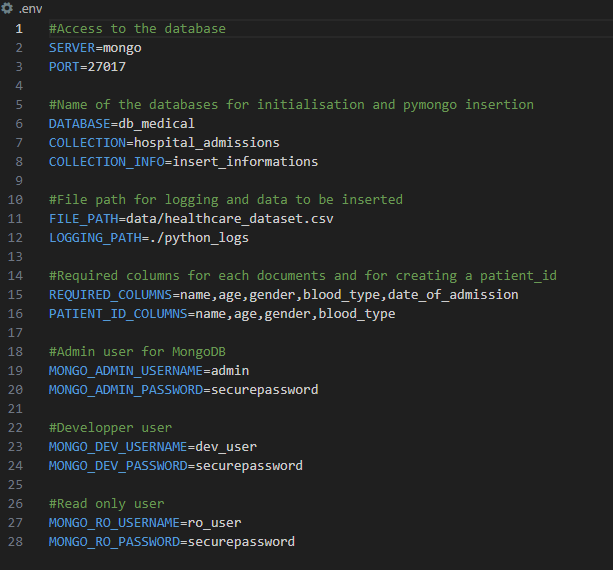 .env
1 #Access to the database
2 SERVER=mongo
3 PORT=27017
4
5 #Name of the databases for initialisation and pymongo insertion
6 DATABASE=db_medical
7 COLLECTION=hospital_admissions
8 COLLECTION_INFO=insert_informations
9
10 #File path for logging and data to be inserted
11 FILE_PATH=data/healthcare_dataset.csv
12 LOGGING_PATH=./python_logs
13
14 #Required columns for each documents and for creating a patient_id
15 REQUIRED_COLUMNS=name,age,gender,blood_type,date_of_admission
16 PATIENT_ID_COLUMNS=name,age,gender,blood_type
17
18 #Admin user for MongoDB
19 MONGO_ADMIN_USERNAME=admin
20 MONGO_ADMIN_PASSWORD=securepassword
21
22 #Developper user
23 MONGO_DEV_USERNAME=dev_user
24 MONGO_DEV_PASSWORD=securepassword
25
26 #Read only user
27 MONGO_RO_USERNAME=ro_user
28 MONGO_RO_PASSWORD=securepassword